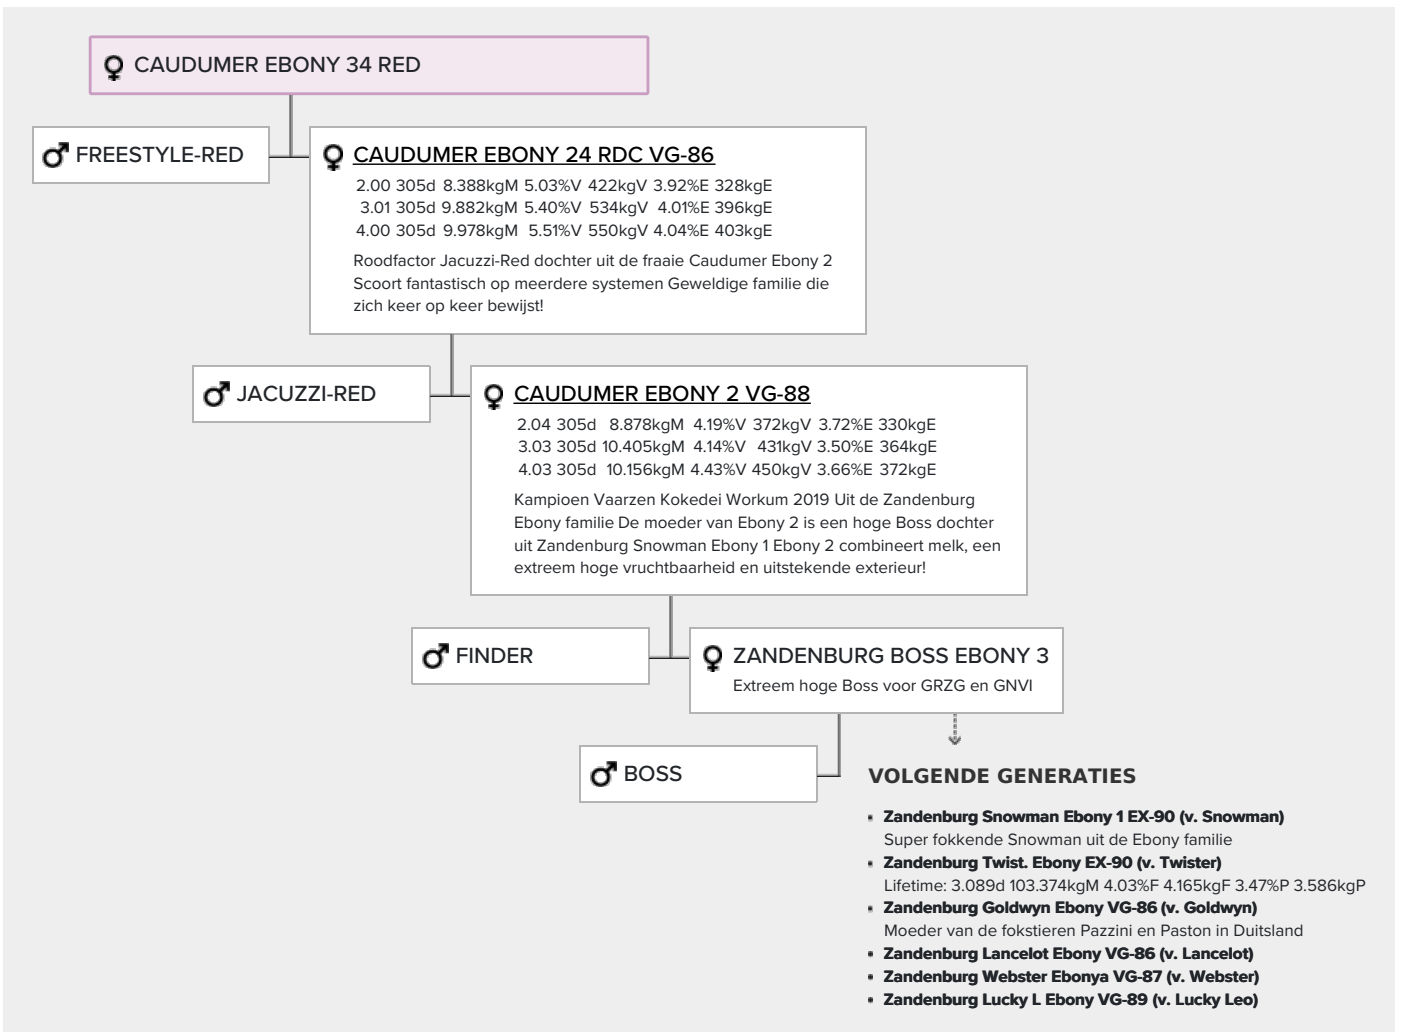 CAUDUMER EBONY 34 RED
FREESTYLE-RED
CAUDUMER EBONY 24 RDC VG-86
2.00 305d 8.388kgM 5.03%V 422kgV 3.92%E 328kgE
3.01 305d 9.882kgM 5.40%V 534kgV 4.01%E 396kgE
4.00 305d 9.978kgM 5.51%V 550kgV 4.04%E 403kgE
Roodfactor Jacuzzi-Red dochter uit de fraaie Caudumer Ebony 2
Scoort fantastisch op meerdere systemen Geweldige familie die
zich keer op keer bewijst!
JACUZZI-RED
CAUDUMER EBONY 2 VG-88
2.04 305d 8.878kgM 4.19%V 372kgV 3.72%E 330kgE
3.03 305d 10.405kgM 4.14%V 431kgV 3.50%E 364kgE
4.03 305d 10.156kgM 4.43%V 450kgV 3.66%E 372kgE
Kampioen Vaarzen Kokedei Workum 2019 Uit de Zandenburg
Ebony familie De moeder van Ebony 2 is een hoge Boss dochter
uit Zandenburg Snowman Ebony 1 Ebony 2 combineert melk, een
extreem hoge vruchtbaarheid en uitstekende exterieur!
FINDER
ZANDENBURG BOSS EBONY 3
Extreem hoge Boss voor GRZG en GNVI
BOSS
VOLGENDE GENERATIES
• Zandenburg Snowman Ebony 1 EX-90 (v. Snowman)
Super fokkende Snowman uit de Ebony familie
• Zandenburg Twist. Ebony EX-90 (v. Twister)
Lifetime: 3.089d 103.374kgM 4.03%F 4.165kgF 3.47%P 3.586kgP
• Zandenburg Goldwyn Ebony VG-86 (v. Goldwyn)
Moeder van de fokstieren Pazzini en Paston in Duitsland
• Zandenburg Lancelot Ebony VG-86 (v. Lancelot)
• Zandenburg Webster Ebonya VG-87 (v. Webster)
• Zandenburg Lucky L Ebony VG-89 (v. Lucky Leo)